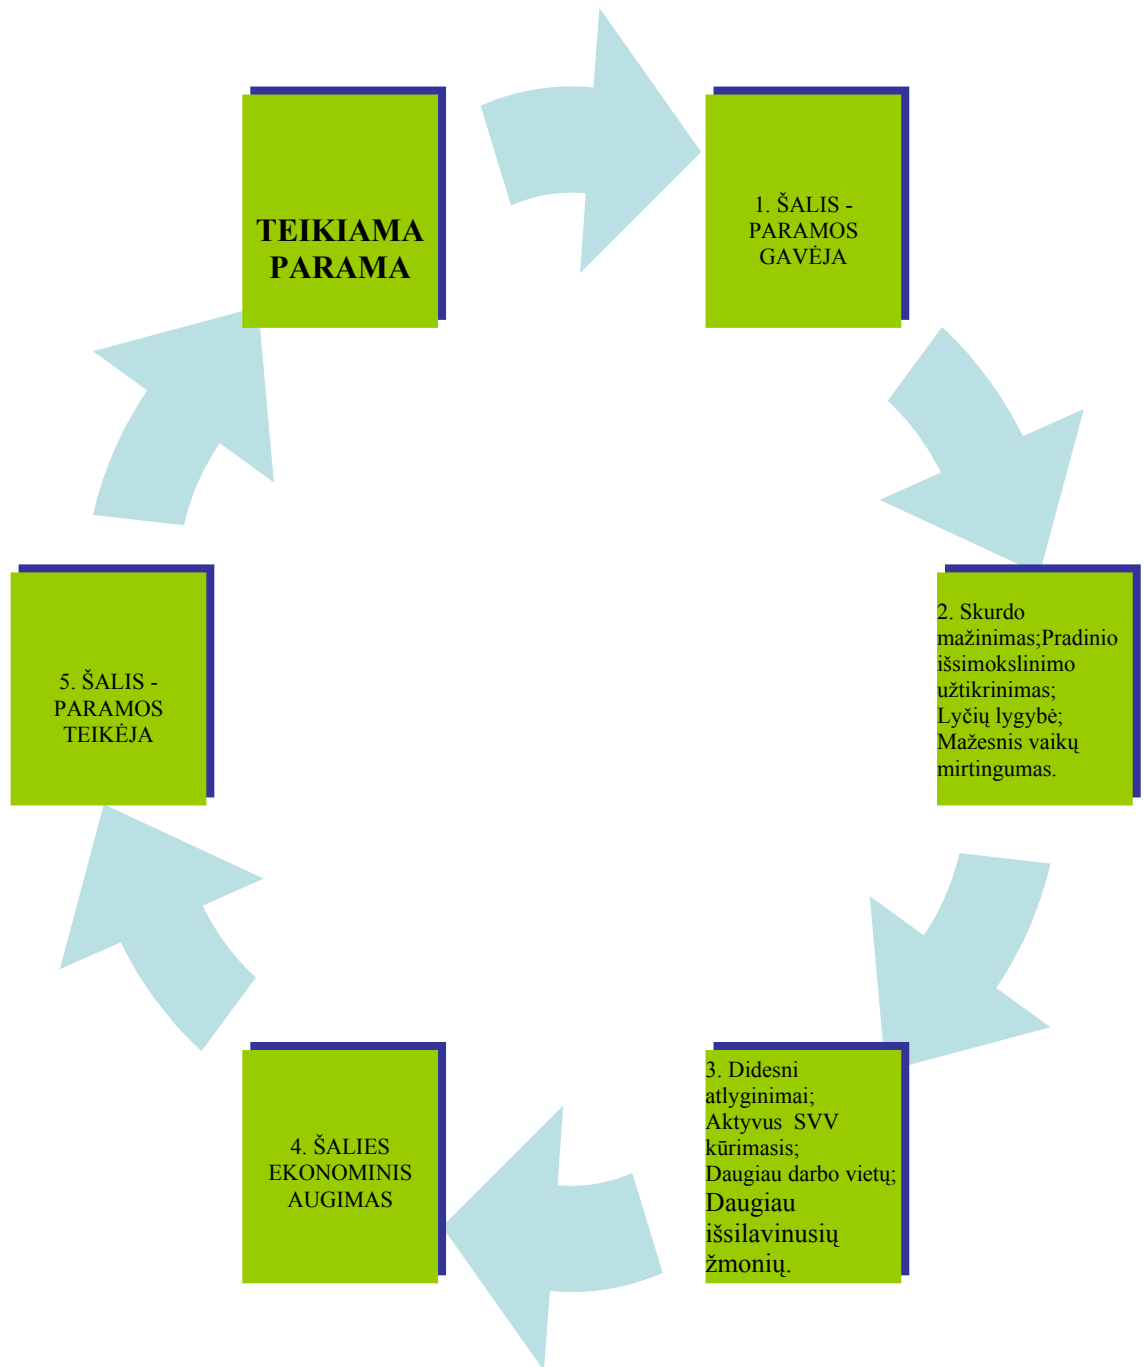 TEIKIAMA
PARAMA
1. ŠALIS -
PARAMOS
GAVĖJA
2. Skurdo
mažinimas;Pradinio
išsimokslinimo
užtikrinimas;
Lyčių lygybė;
Mažesnis vaikų
mirtingumas.
3. Didesni
atlyginimai;
Aktyvus  SVV
kūrimasis;
Daugiau darbo vietų;
Daugiau
išsilavinusių
žmonių.
4. ŠALIES
EKONOMINIS
AUGIMAS
5. ŠALIS -
PARAMOS
TEIKĖJA